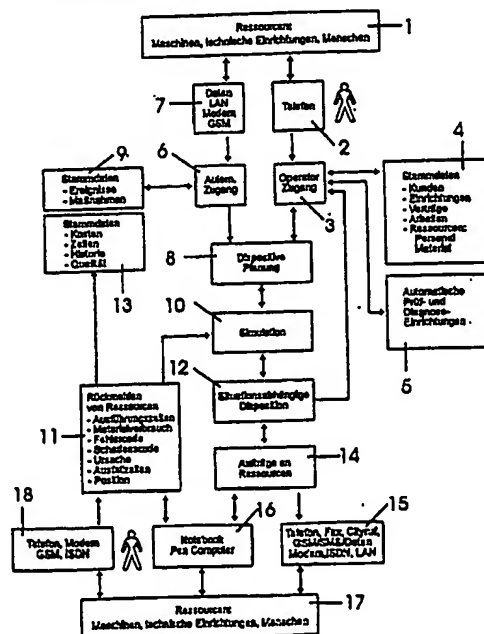 Ressourcen:
Maschinen, technische Einrichtungen, Menschen
1
7
Daten
LAN
Modem
GSM
Telefon
2
4
9
6
Stammdaten
- Ereignisse
- Maßnahmen
Autom.
Zugang
Operator
Zugang
3
Stammdaten
- Kunden
- Einrichtungen
- Verträge
- Arbeiten
- Ressourcen:
Personal
Material
Stammdaten
- Karten
- Zeiten
- Historie
- Qualität
13
8
Dispositive
Planung
Automatische
Prüf- und
Diagnose-
Einrichtungen
5
10
Simulation
12
Situationsabhängige
Disposition
11
Rückmelden
von Ressourcen
- Ausführungszeiten
- Materialverbrauch
- Fehlercode
- Schadenscode
- Ursache
- Ausfallzeiten
- Position
Aufträge an
Ressourcen
14
18
Telefon, Modem
GSM, ISDN
16
Notebook
Pen Computer
15
Telefon, Fax, Cityruf,
GSM/SMS/Daten
Modem, ISDN, LAN
Ressourcen:
Maschinen, technische Einrichtungen, Menschen
17